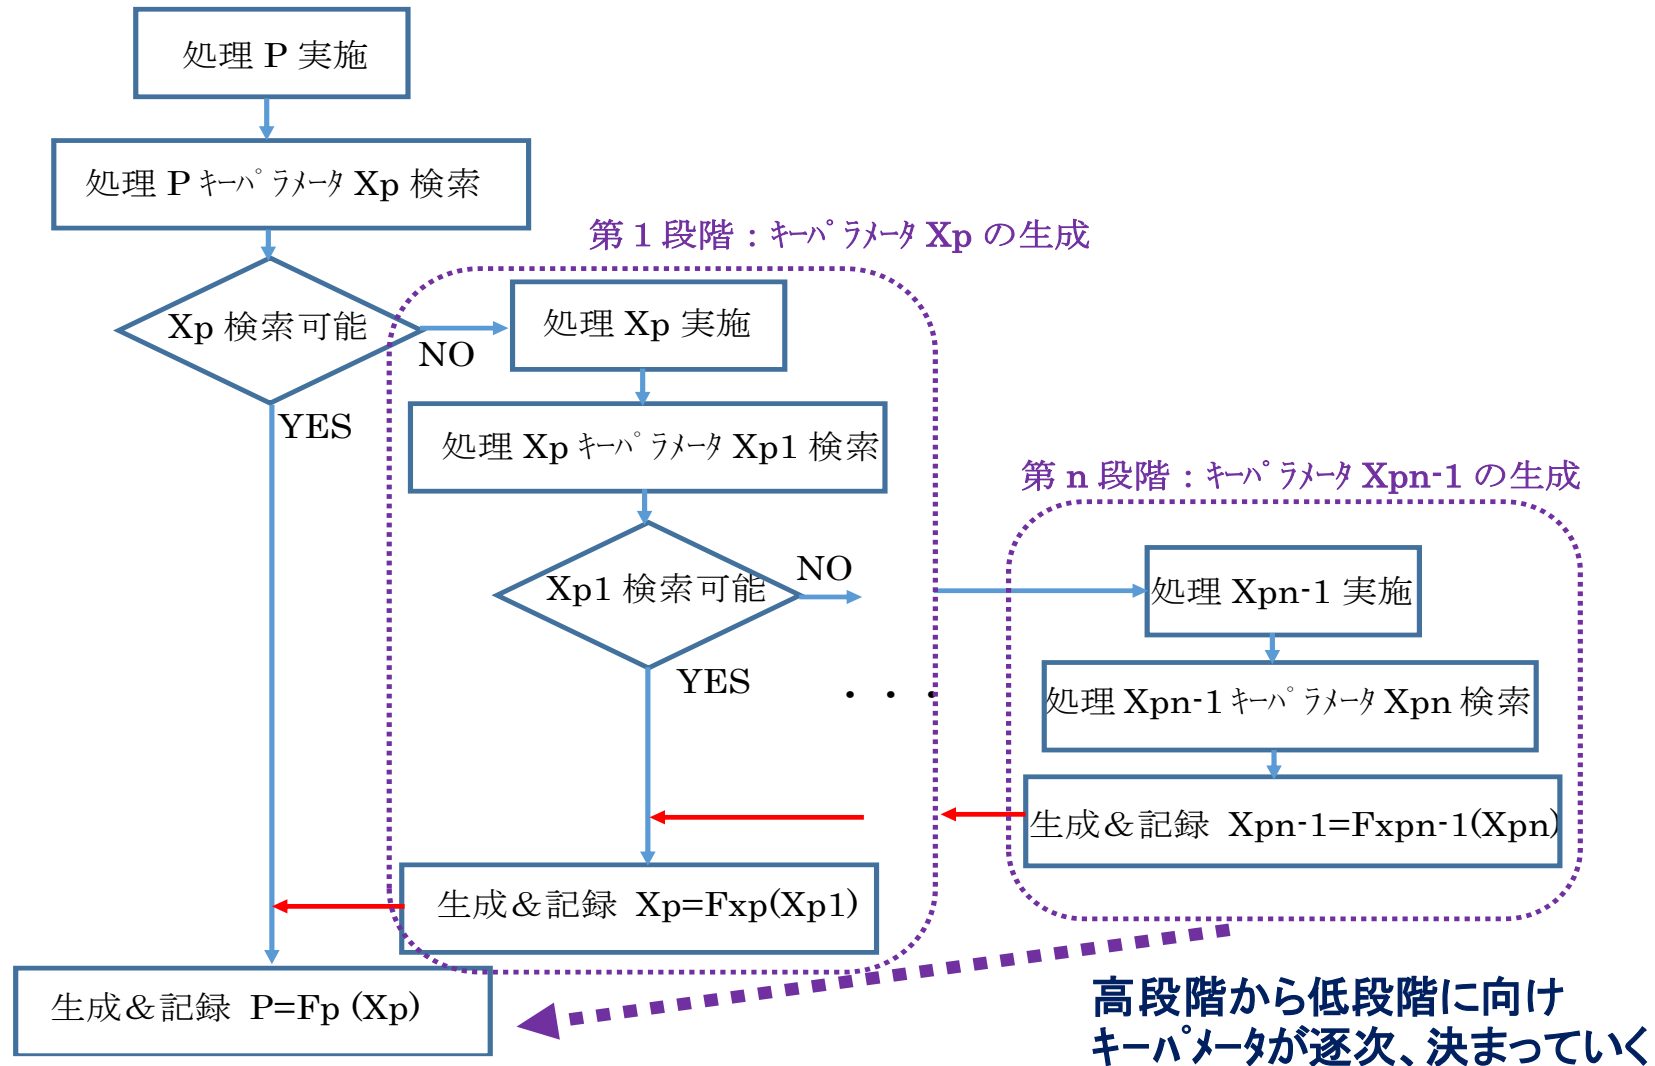 処理 P 実施
処理 P ｷｰﾊﾟﾗﾒｰﾀ Xp 検索
Xp 検索可能
NO
YES
第１段階：ｷｰﾊﾟﾗﾒｰﾀ Xp の生成
処理 Xp 実施
処理 Xp ｷｰﾊﾟﾗﾒｰﾀ Xp1 検索
Xp1 検索可能
NO
YES
・・・
生成＆記録 Xp=Fxp(Xp1)
第 n 段階：ｷｰﾊﾟﾗﾒｰﾀ Xpn-1 の生成
処理 Xpn-1 実施
処理 Xpn-1 ｷｰﾊﾟﾗﾒｰﾀ Xpn 検索
生成＆記録 Xpn-1=Fxpn-1(Xpn)
生成＆記録 P=Fp (Xp)
高段階から低段階に向け
キーパﾒｰﾀが逐次、決まっていく